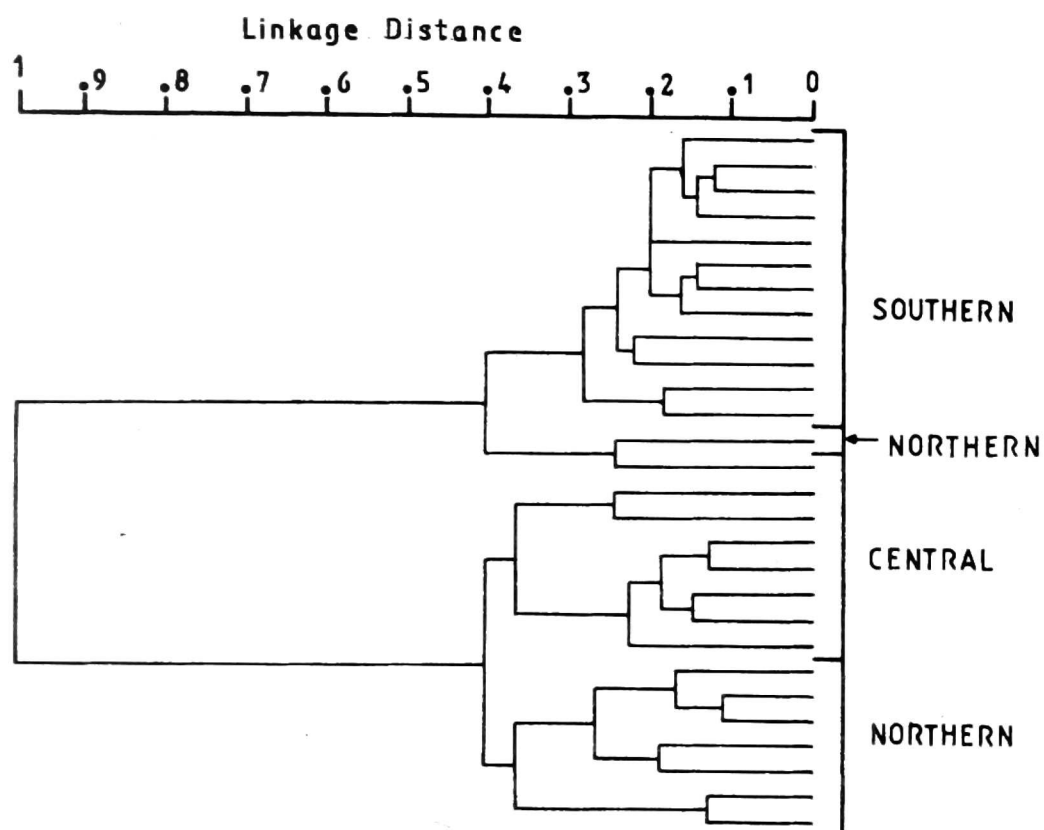 Linkage Distance
1 .9 .8 .7 .6 .5 .4 .3 .2 .1 0
SOUTHERN
NORTHERN
CENTRAL
NORTHERN